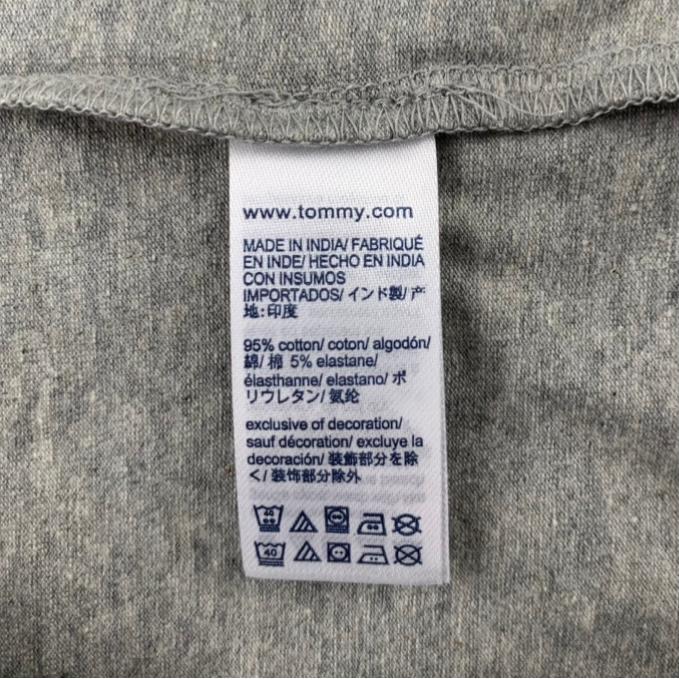 www.tommy.com
MADE IN INDIA/ FABRIQUÉ
EN INDE/ HECHO EN INDIA
CON INSUMOS
IMPORTADOS/ インド製/ 产
地:印度
95% cotton/ coton/ algodón/
綿/ 棉 5% elastane/
élasthanne/ elastano/ ポ
リウレタン/ 氨纶
exclusive of decoration/
sauf décoration/ excluye la
decoración/ 装飾部分を除
く/ 装饰部分除外
40
40